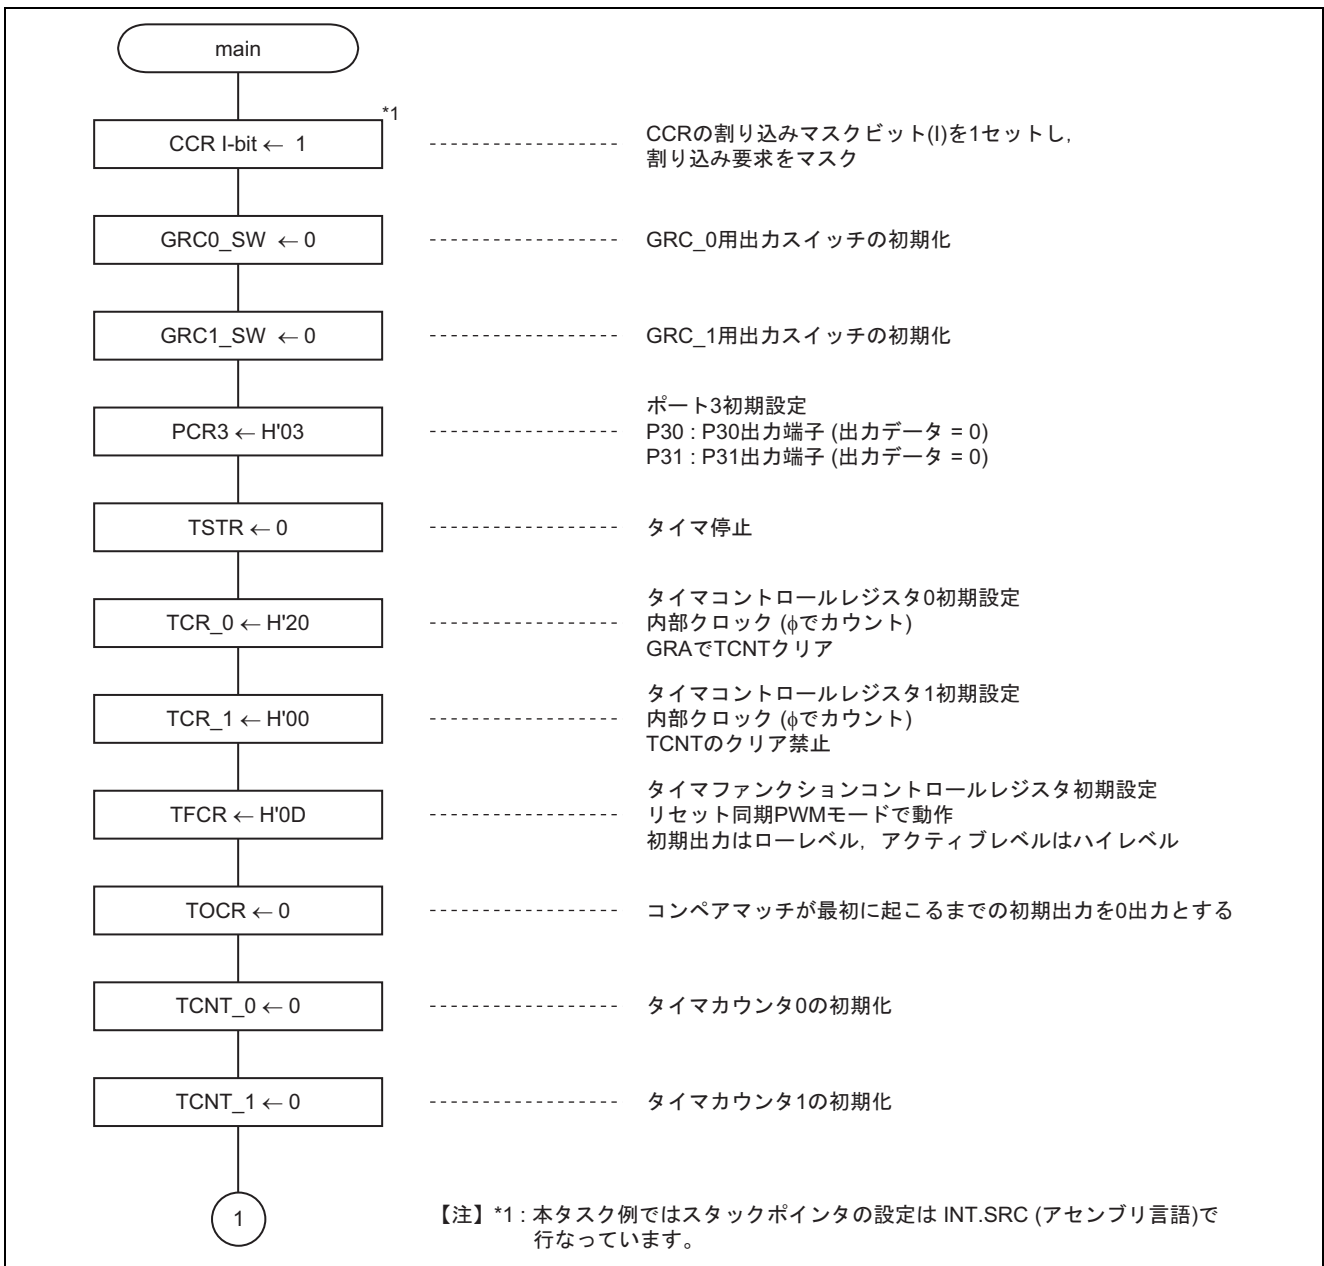 main
*1
CCR I-bit ← 1
CCRの割り込みマスクビット(I)を1セットし,
割り込み要求をマスク
GRC0_SW ← 0
GRC_0用出力スイッチの初期化
GRC1_SW ← 0
GRC_1用出力スイッチの初期化
PCR3 ← H'03
ポート3初期設定
P30 : P30出力端子 (出力データ = 0)
P31 : P31出力端子 (出力データ = 0)
TSTR ← 0
タイマ停止
TCR_0 ← H'20
タイマコントロールレジスタ0初期設定
内部クロック (φでカウント)
GRAでTCNTクリア
TCR_1 ← H'00
タイマコントロールレジスタ1初期設定
内部クロック (φでカウント)
TCNTのクリア禁止
TFCR ← H'0D
タイマファンクションコントロールレジスタ初期設定
リセット同期PWMモードで動作
初期出力はローレベル, アクティブレベルはハイレベル
TOCR ← 0
コンペアマッチが最初に起こるまでの初期出力を0出力とする
TCNT_0 ← 0
タイマカウンタ0の初期化
TCNT_1 ← 0
タイマカウンタ1の初期化
1
【注】*1 : 本タスク例ではスタックポインタの設定は INT.SRC (アセンブリ言語)で
行なっています。